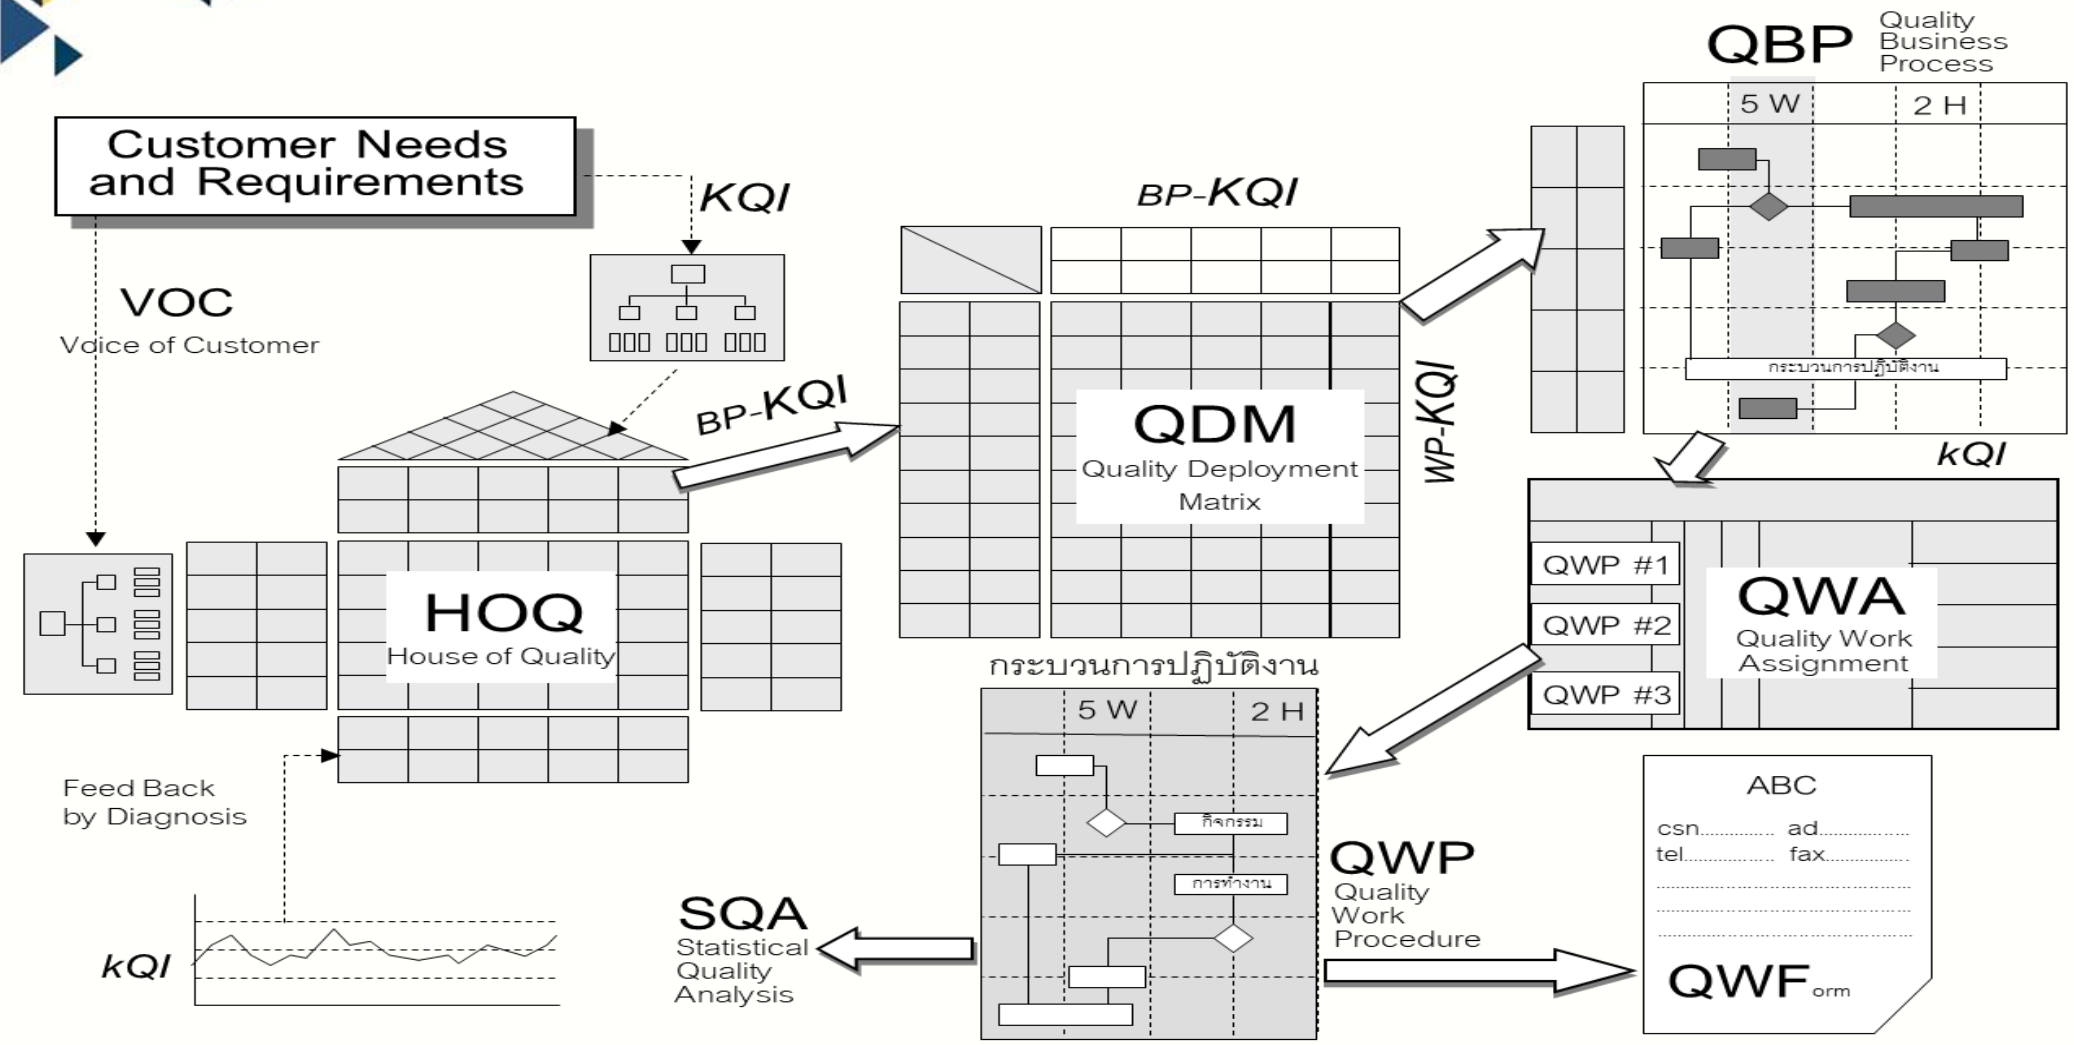 QBP
Quality
Business
Process
5 W
2 H
Customer Needs
and Requirements
KQI
BP-KQI
VOC
Voice of Customer
กระบวนการปฏิบัติงาน
BP-KQI
WP-KQI
QDM
Quality Deployment
Matrix
kQI
HOQ
House of Quality
QWP #1
QWP #2
QWP #3
QWA
Quality Work
Assignment
กระบวนการปฏิบัติงาน
5 W
2 H
Feed Back
by Diagnosis
กิจกรรม
การทำงาน
QWP
Quality
Work
Procedure
ABC
csn............. ad..................
tel................ fax................
QWForm
SQA
Statistical
Quality
Analysis
kQI